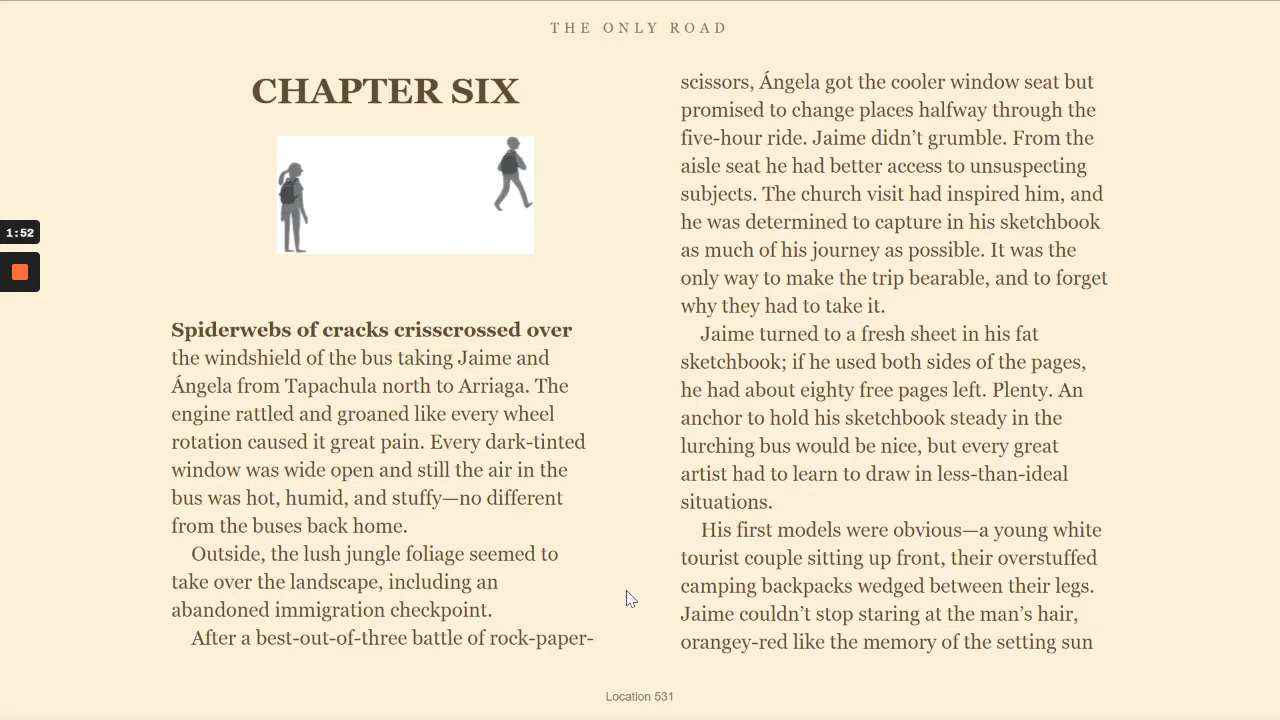 THE ONLY ROAD
CHAPTER SIX
1:52
Spiderwebs of cracks crisscrossed over
the windshield of the bus taking Jaime and
Ángela from Tapachula north to Arriaga. The
engine rattled and groaned like every wheel
rotation caused it great pain. Every dark-tinted
window was wide open and still the air in the
bus was hot, humid, and stuffy—no different
from the buses back home.
Outside, the lush jungle foliage seemed to
take over the landscape, including an
abandoned immigration checkpoint.
After a best-out-of-three battle of rock-paper-
scissors, Ángela got the cooler window seat but
promised to change places halfway through the
five-hour ride. Jaime didn’t grumble. From the
aisle seat he had better access to unsuspecting
subjects. The church visit had inspired him, and
he was determined to capture in his sketchbook
as much of his journey as possible. It was the
only way to make the trip bearable, and to forget
why they had to take it.
Jaime turned to a fresh sheet in his fat
sketchbook; if he used both sides of the pages,
he had about eighty free pages left. Plenty. An
anchor to hold his sketchbook steady in the
lurching bus would be nice, but every great
artist had to learn to draw in less-than-ideal
situations.
His first models were obvious—a young white
tourist couple sitting up front, their overstuffed
camping backpacks wedged between their legs.
Jaime couldn’t stop staring at the man’s hair,
orangey-red like the memory of the setting sun
Location 531